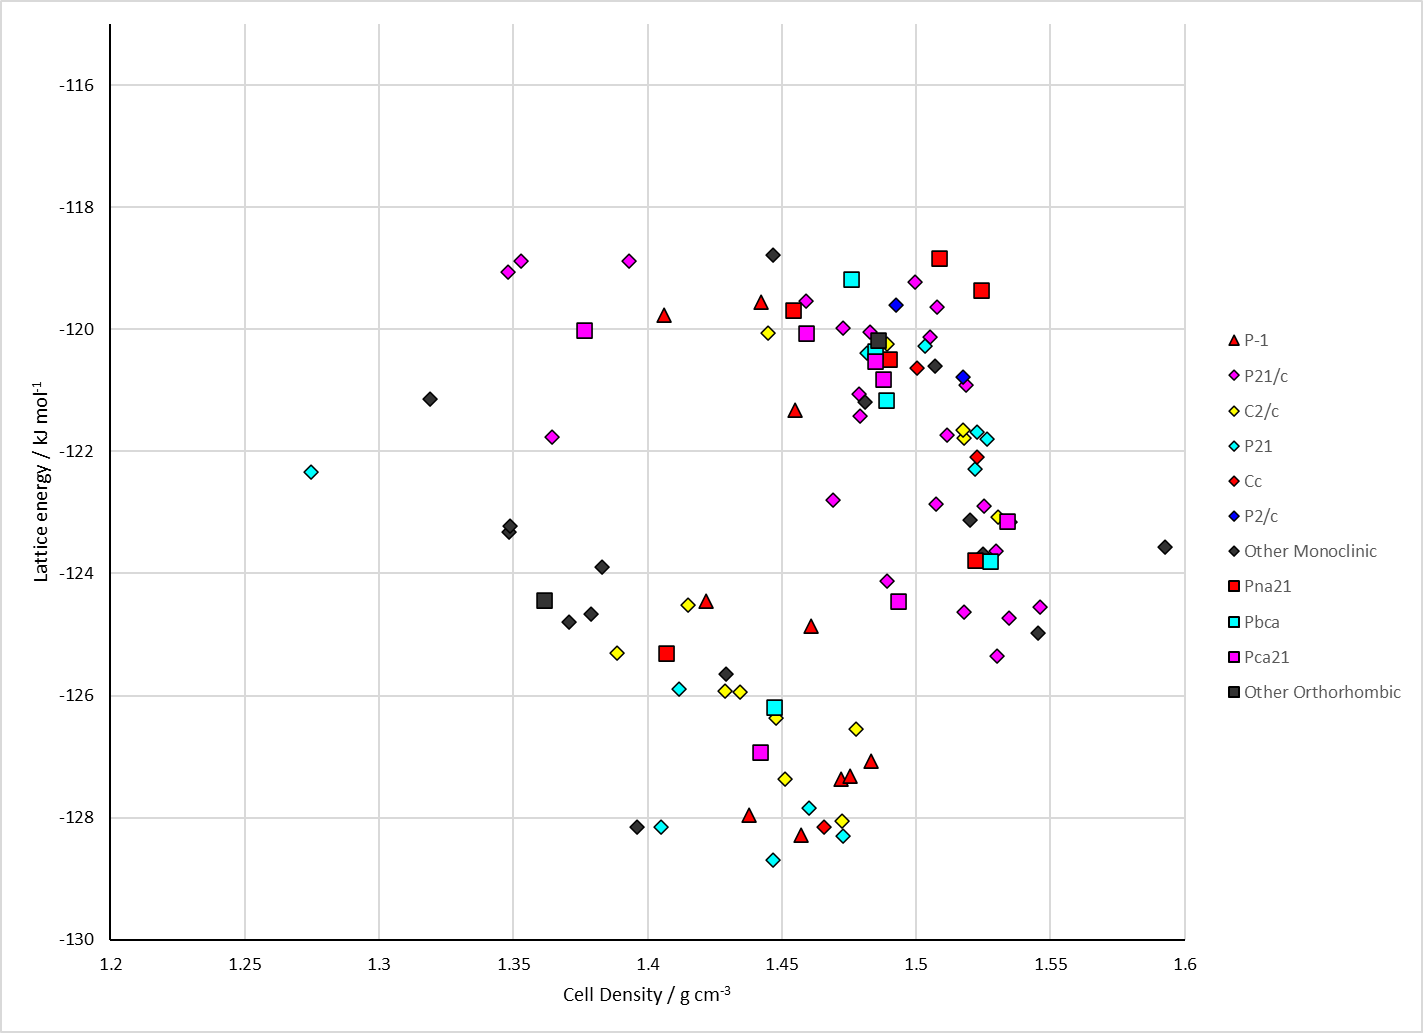 -116
-118
-120
-122
-124
-126
-128
-130
Lattice energy / kJ mol-1
1.2 1.25 1.3 1.35 1.4 1.45 1.5 1.55 1.6
Cell Density / g cm-3
P-1
P21/c
C2/c
P21
Cc
P2/c
Other Monoclinic
Pna21
Pbca
Pca21
Other Orthorhombic